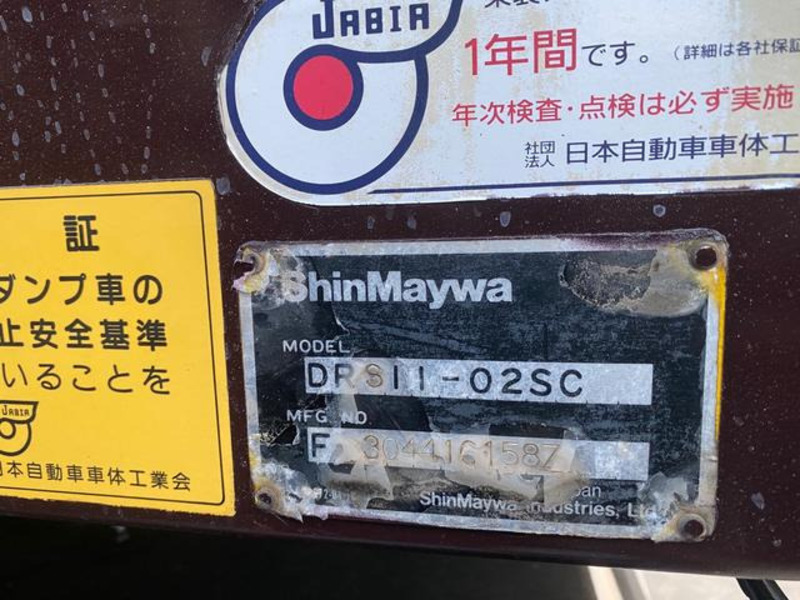 JABIA
1年間です。(詳細は各社保証
年次検査・点検は必ず実施
社団法人 日本自動車車体工
証
ダンプ車の
止安全基準
いることを
JABIA
日本自動車車体工業会
ShinMaywa
MODEL
DRS11-02SC
MFG NO
F 304416158Z
ShinMaywa Industries, Ltd